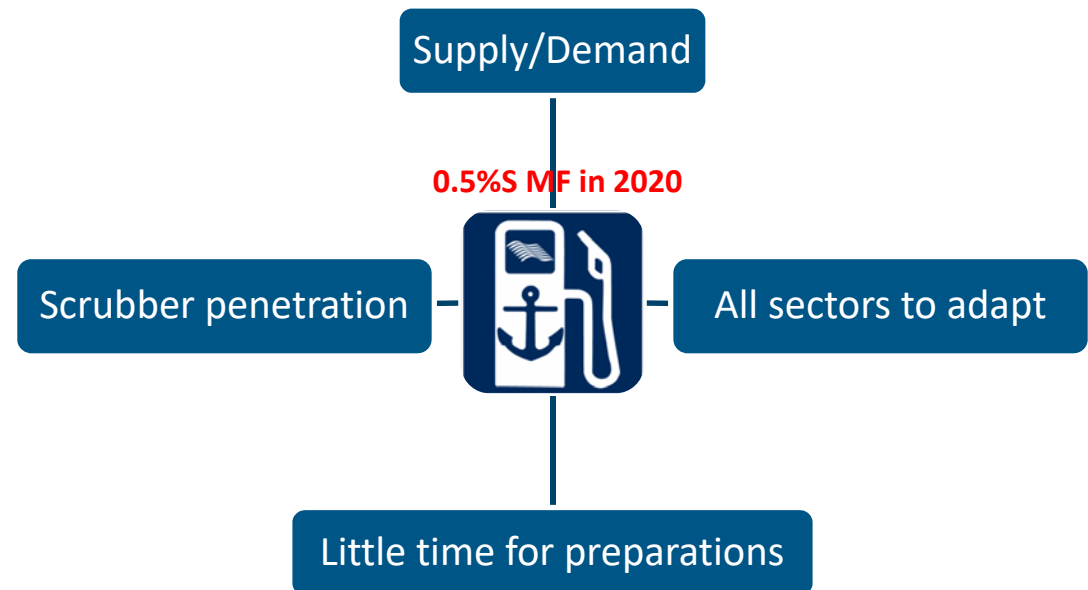 Supply/Demand
0.5%S MF in 2020
Scrubber penetration
All sectors to adapt
Little time for preparations